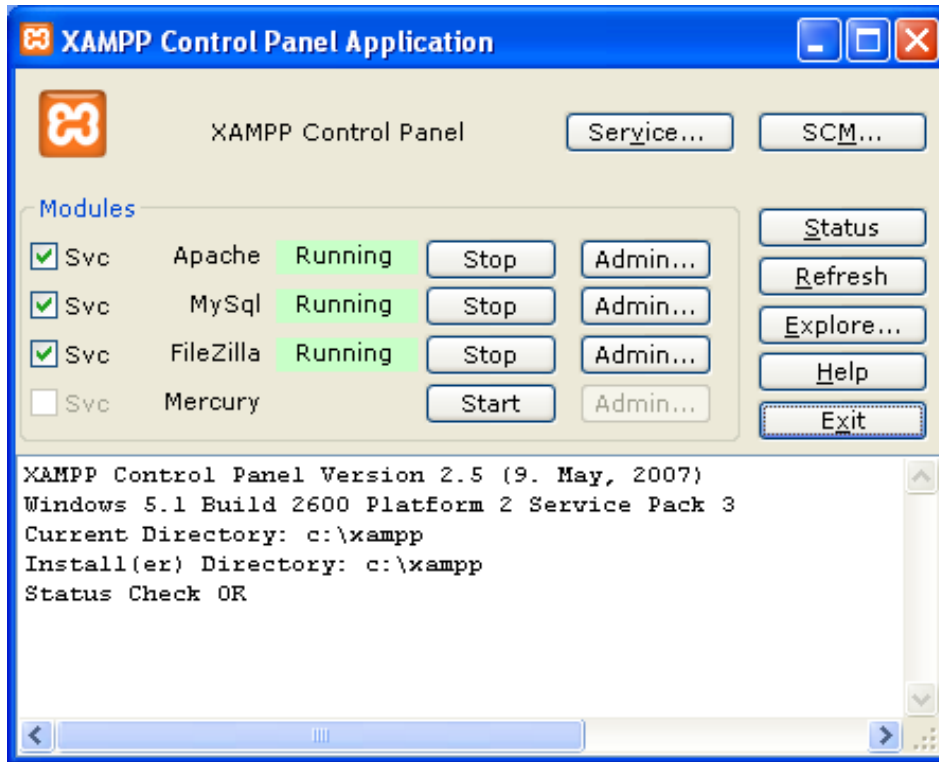 XAMPP Control Panel Application
XAMPP Control Panel Service... SCM...
Modules
Status
Svc Apache Running Stop Admin...
Refresh
Svc MySql Running Stop Admin...
Explore...
Svc FileZilla Running Stop Admin...
Help
Svc Mercury Start Admin...
Exit
XAMPP Control Panel Version 2.5 (9. May, 2007)
Windows 5.1 Build 2600 Platform 2 Service Pack 3
Current Directory: c:\xampp
Install(er) Directory: c:\xampp
Status Check OK